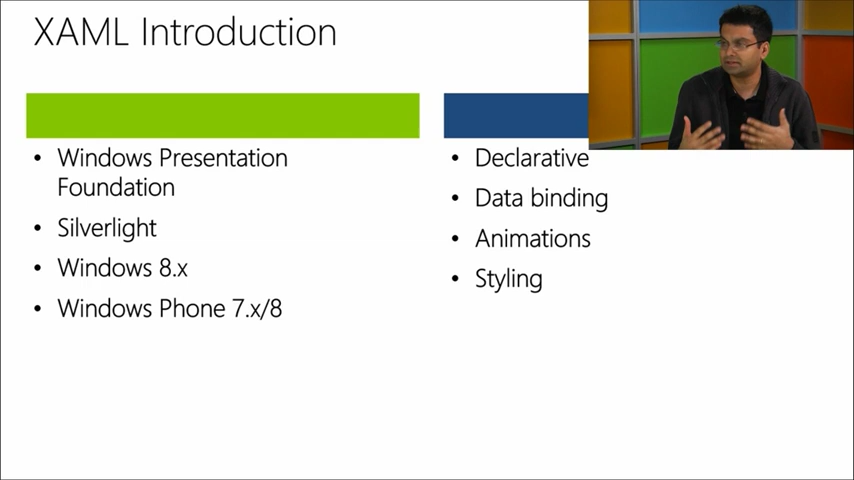 XAML Introduction
• Windows Presentation
Foundation
• Silverlight
• Windows 8.x
• Windows Phone 7.x/8
• Declarative
• Data binding
• Animations
• Styling